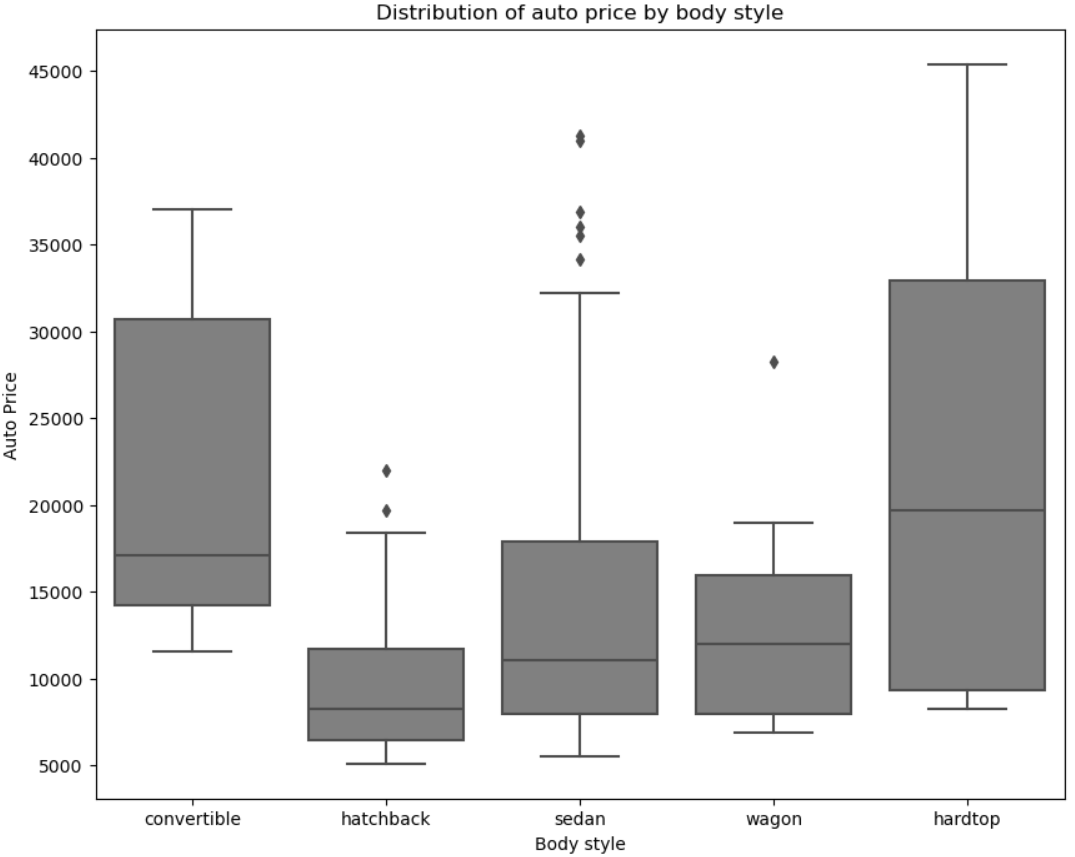 Distribution of auto price by body style
45000
40000
35000
30000
25000
20000
15000
10000
5000
Auto Price
convertible hatchback sedan wagon hardtop
Body style